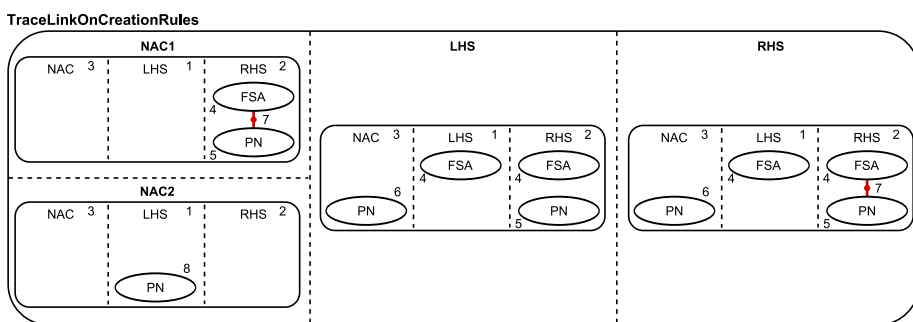 TraceLinkOnCreationRules
NAC1
NAC 3 LHS 1 RHS 2
FSA
4
7
PN
5
NAC2
NAC 3 LHS 1 RHS 2
8
PN
LHS
NAC 3 LHS 1 RHS 2
FSA FSA
4 4
6
PN PN
5
RHS
NAC 3 LHS 1 RHS 2
FSA FSA
4 4
6 7
PN PN
5